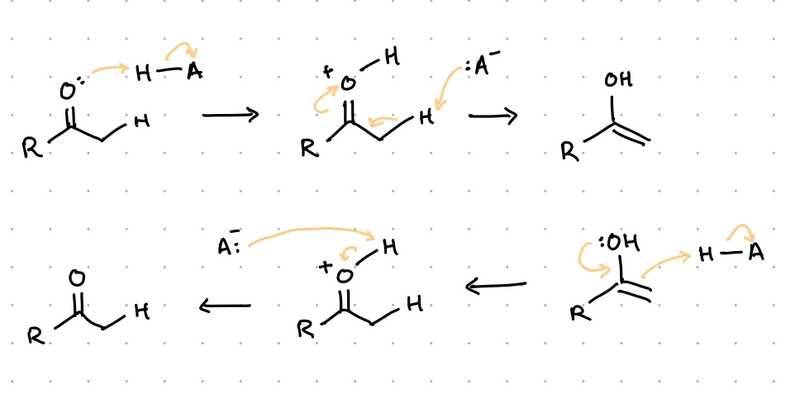 O: H—A
R H
+ O H :A⁻
R H
OH
R
A:⁻ H
+ O
R H
:OH H—A
R
O
R H